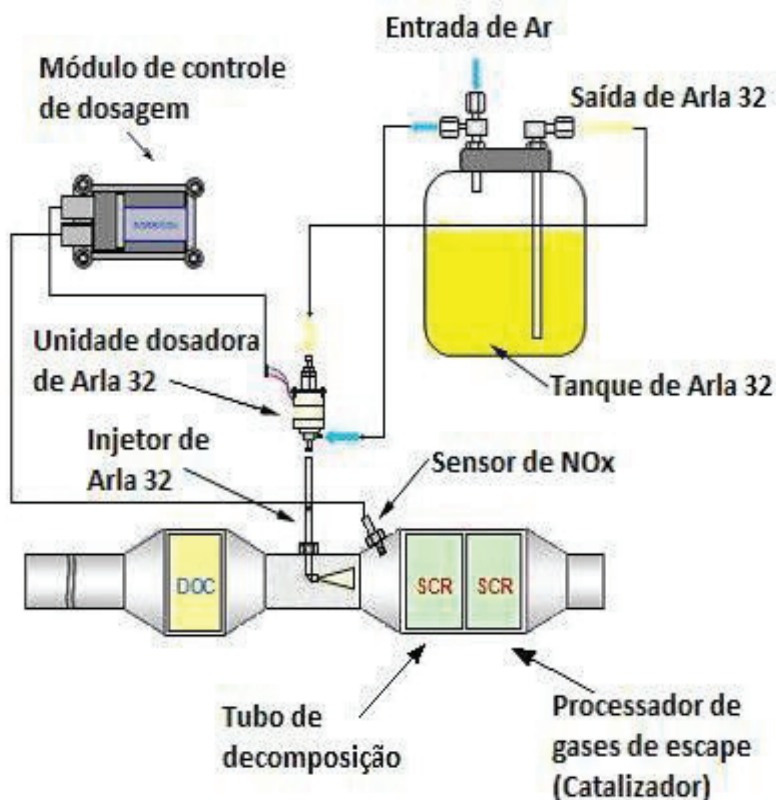 Entrada de Ar
Módulo de controle
de dosagem
Saída de Arla 32
Unidade dosadora
de Arla 32
Tanque de Arla 32
Injetor de
Arla 32
Sensor de NOx
DOC
SCR
SCR
Tubo de
decomposição
Processador de
gases de escape
(Catalizador)